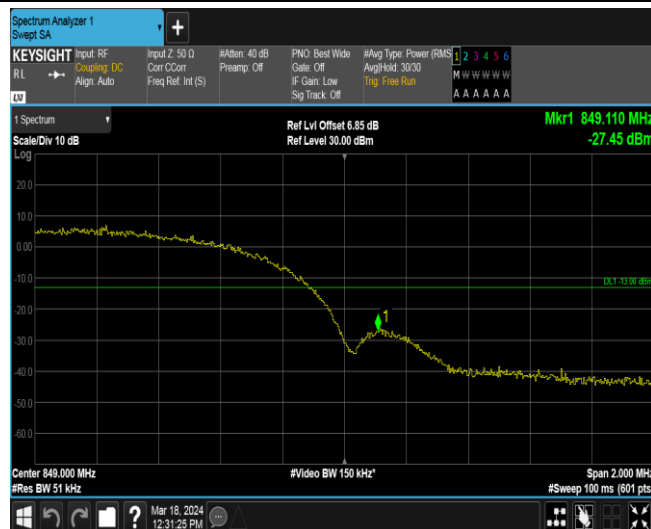 Spectrum Analyzer 1
Swept SA
+
KEYSIGHT
RL
LXI
Input: RF
Coupling: DC
Align: Auto
Input Z: 50 Ω
Corr CCorr
Freq Ref: Int (S)
#Atten: 40 dB
Preamp: Off
PNO: Best Wide
Gate: Off
IF Gain: Low
Sig Track: Off
#Avg Type: Power (RMS
Avg|Hold: 30/30
Trig: Free Run
1 2 3 4 5 6
M W W W W W
A A A A A A
1 Spectrum
Scale/Div 10 dB
Log
Ref Lvl Offset 6.85 dB
Ref Level 30.00 dBm
Mkr1 849.110 MHz
-27.45 dBm
20.0
10.0
0.00
-10.0
-20.0
-30.0
-40.0
-50.0
-60.0
DL1 -13.00 dBm
1
Center 849.000 MHz
#Res BW 51 kHz
#Video BW 150 kHz*
Span 2.000 MHz
#Sweep 100 ms (601 pts)
?
Mar 18, 2024
12:31:25 PM